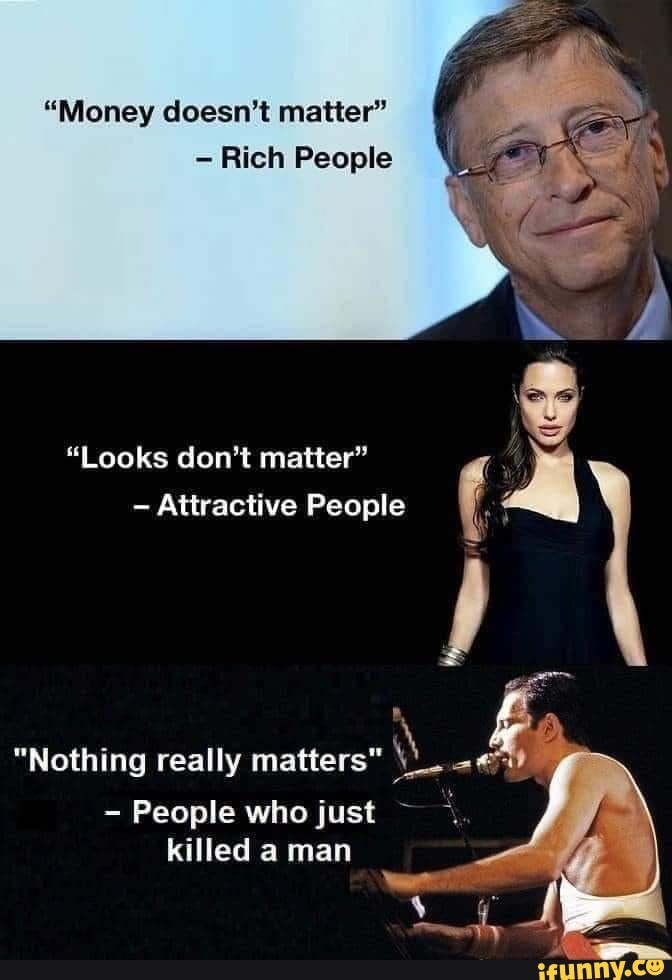 “Money doesn’t matter”
– Rich People
“Looks don’t matter”
– Attractive People
"Nothing really matters"
– People who just
killed a man
ifunny.co